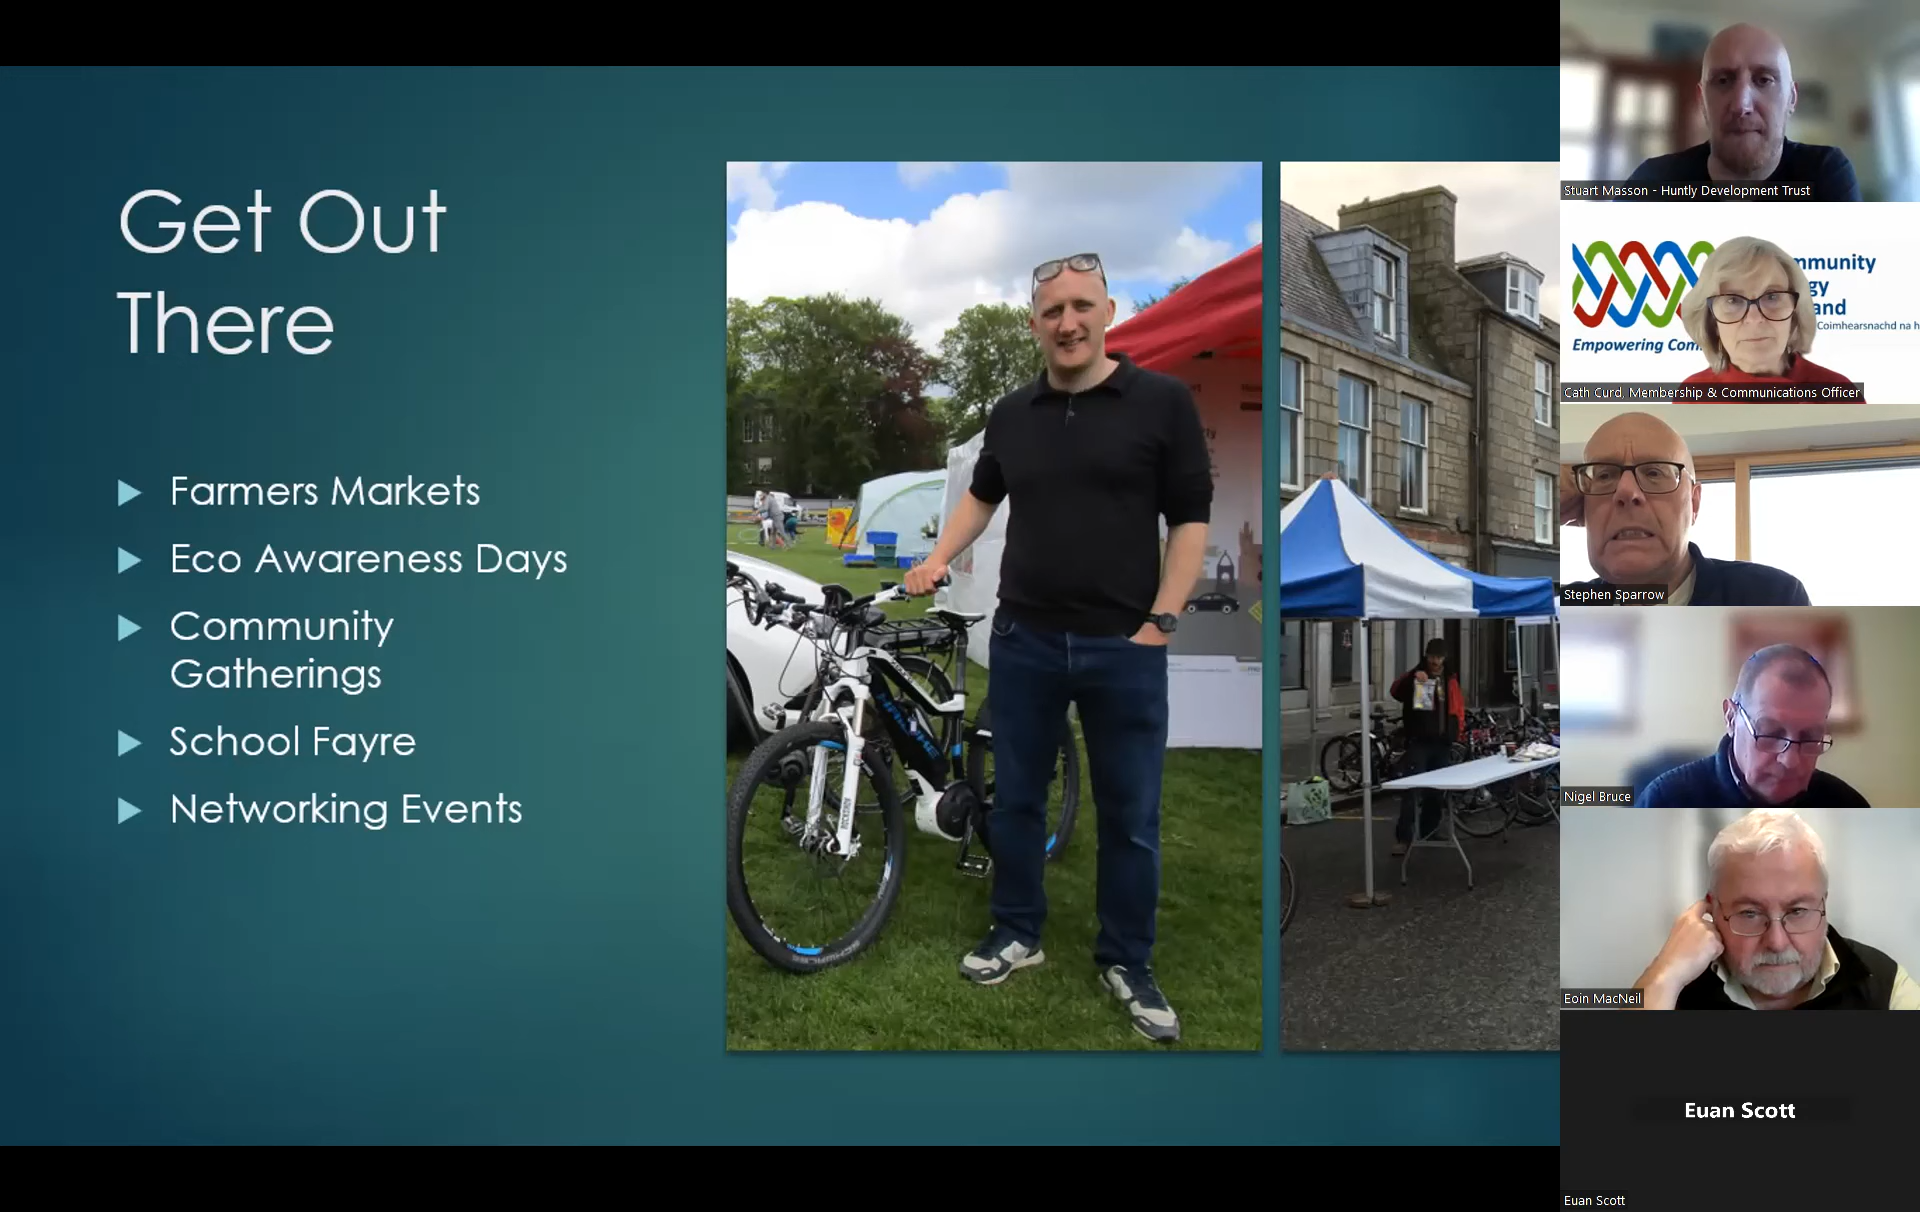 Get Out
There
Farmers Markets
Eco Awareness Days
Community
Gatherings
School Fayre
Networking Events
Stuart Masson - Huntly Development Trust
mmunity
gy
and
Coimhearsnachd na h
Empowering Com
Cath Curd, Membership & Communications Officer
Stephen Sparrow
Nigel Bruce
Eoin MacNeil
Euan Scott
Euan Scott